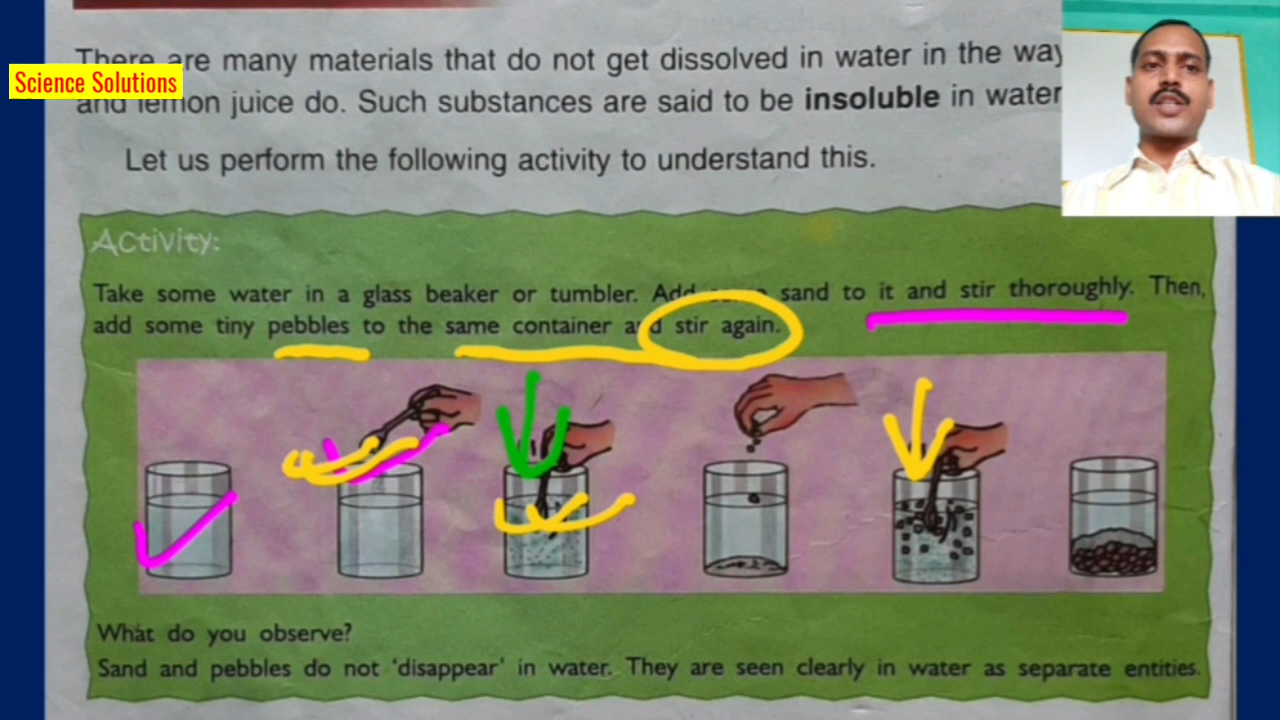 There are many materials that do not get dissolved in water in the way
Science Solutions
and lemon juice do. Such substances are said to be insoluble in water
Let us perform the following activity to understand this.
Activity:
Take some water in a glass beaker or tumbler. Add some sand to it and stir thoroughly. Then,
add some tiny pebbles to the same container and stir again.
What do you observe?
Sand and pebbles do not 'disappear' in water. They are seen clearly in water as separate entities.